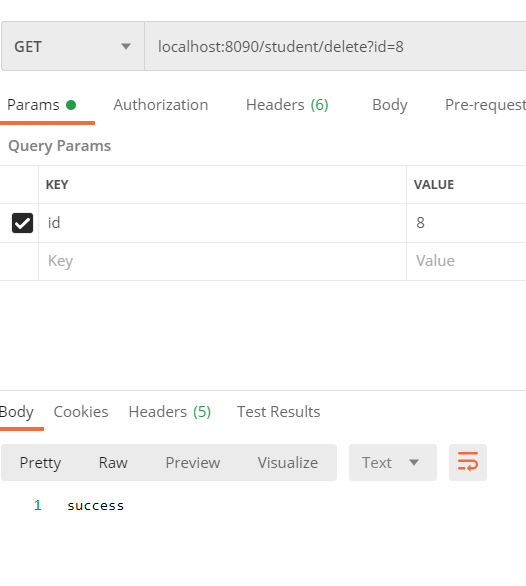 GET localhost:8090/student/delete?id=8
Params Authorization Headers (6) Body Pre-request
Query Params
KEY VALUE
id 8
Key Value
Body Cookies Headers (5) Test Results
Pretty Raw Preview Visualize Text
1 success